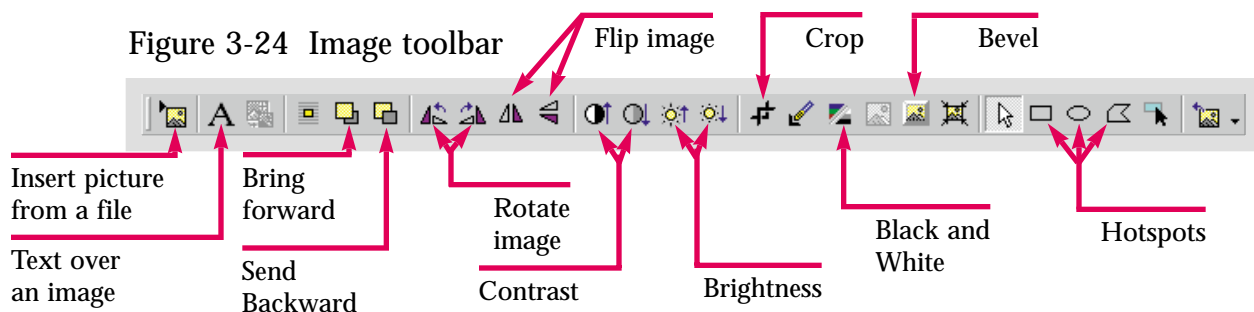 Figure 3-24 Image toolbar
Flip image
Crop
Bevel
A
Insert picture
from a file
Bring
forward
Rotate
image
Black and
White
Hotspots
Text over
an image
Send
Backward
Contrast
Brightness